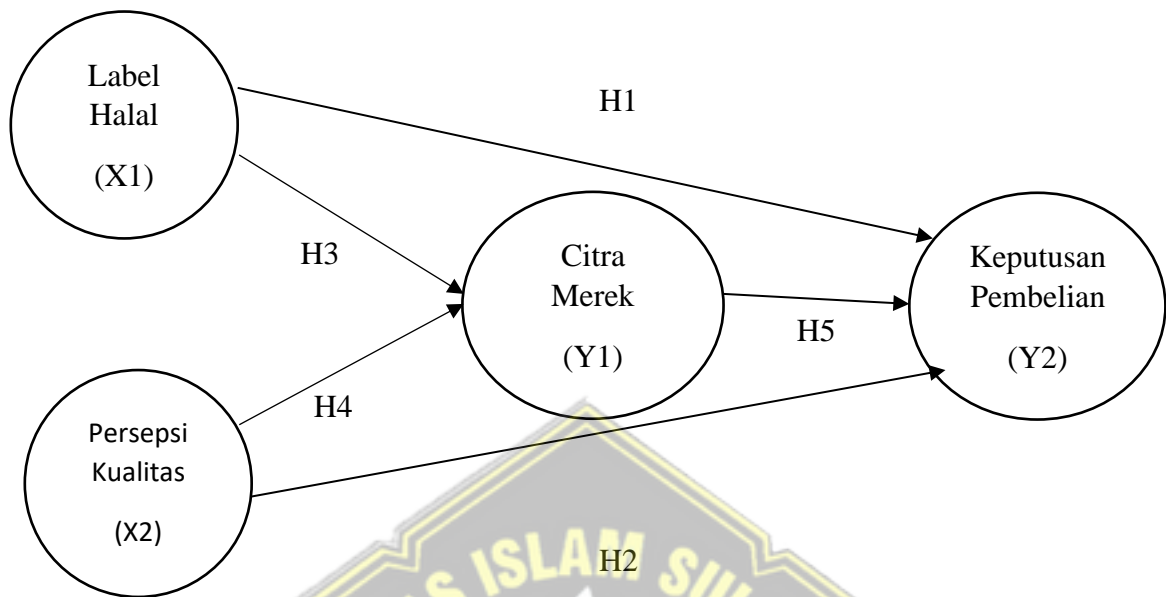 Label
Halal
(X1)
H1
H3
Citra
Merek
(Y1)
Keputusan
Pembelian
(Y2)
H5
H4
Persepsi
Kualitas
(X2)
H2
ISLAM